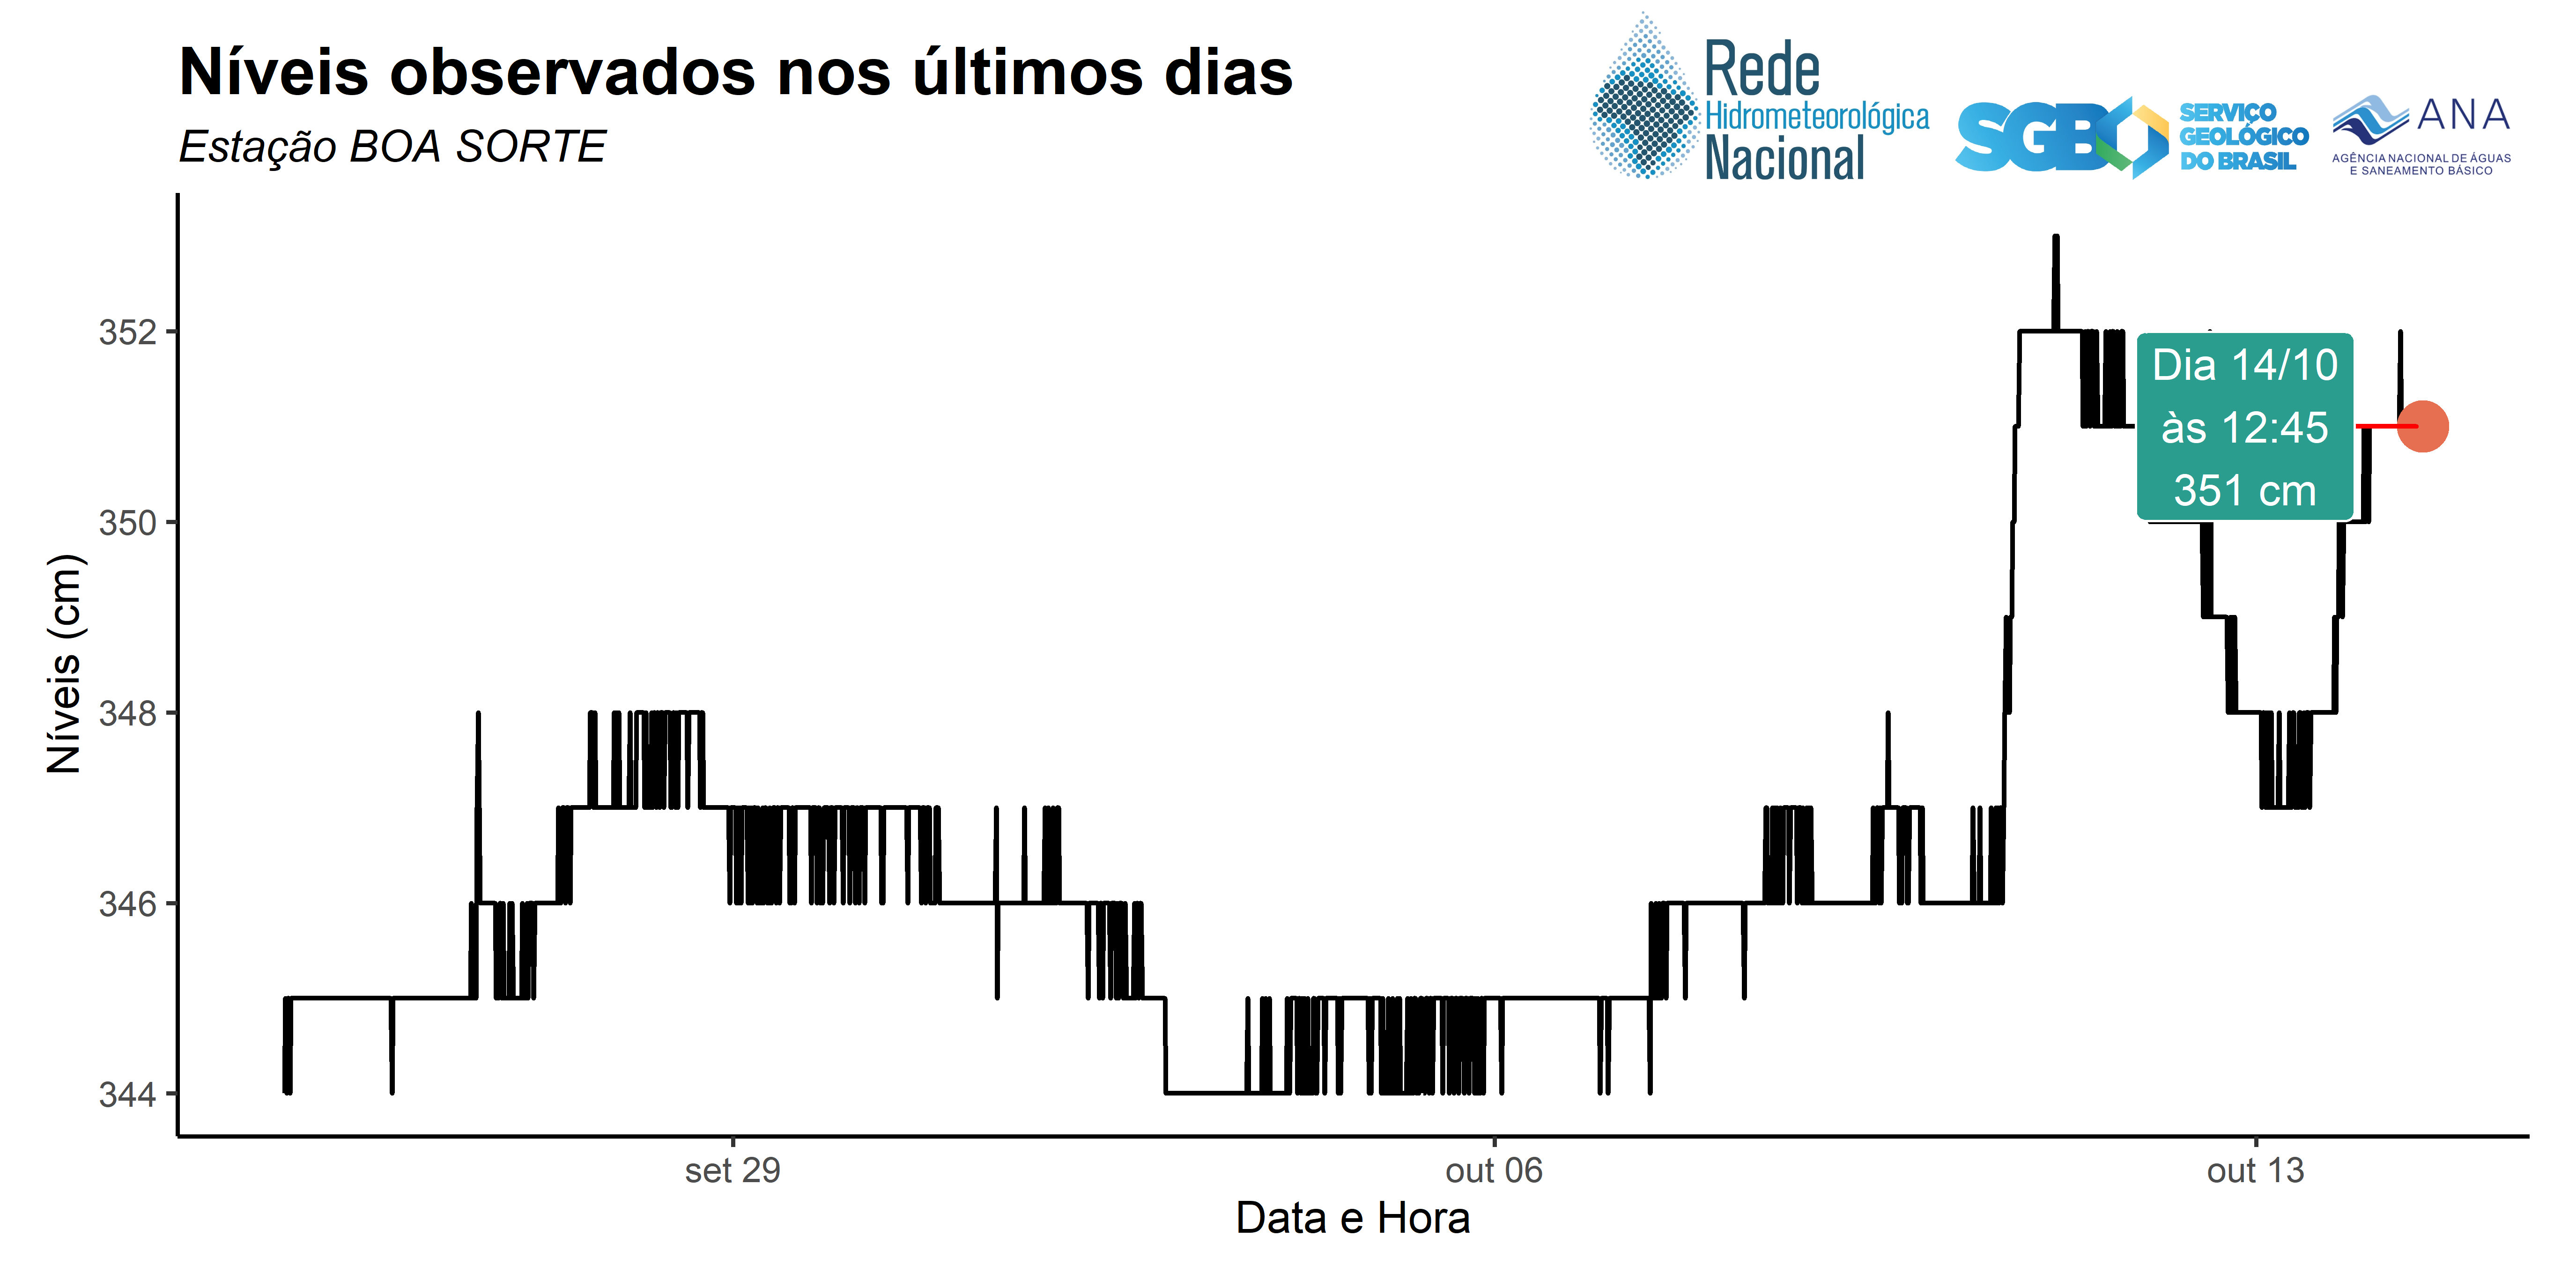 Níveis observados nos últimos dias
Estação BOA SORTE
Rede
Hidrometeorológica
Nacional
SGB
SERVIÇO
GEOLÓGICO
DO BRASIL
ANA
AGÊNCIA NACIONAL DE ÁGUAS
E SANEAMENTO BÁSICO
Níveis (cm)
352
350
348
346
344
Dia 14/10
às 12:45
351 cm
set 29
out 06
out 13
Data e Hora